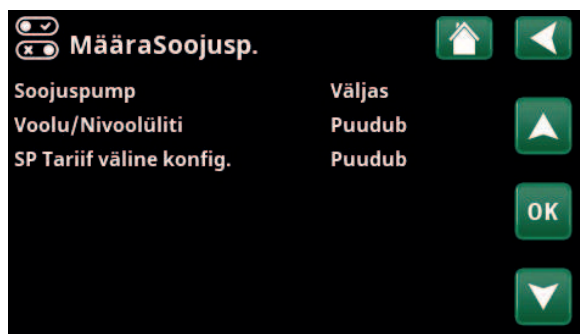 MääraSoojusp.
Soojuspump Väljas
Voolu/Nivoolüliti Puudub
SP Tariif väline konfig. Puudub
OK